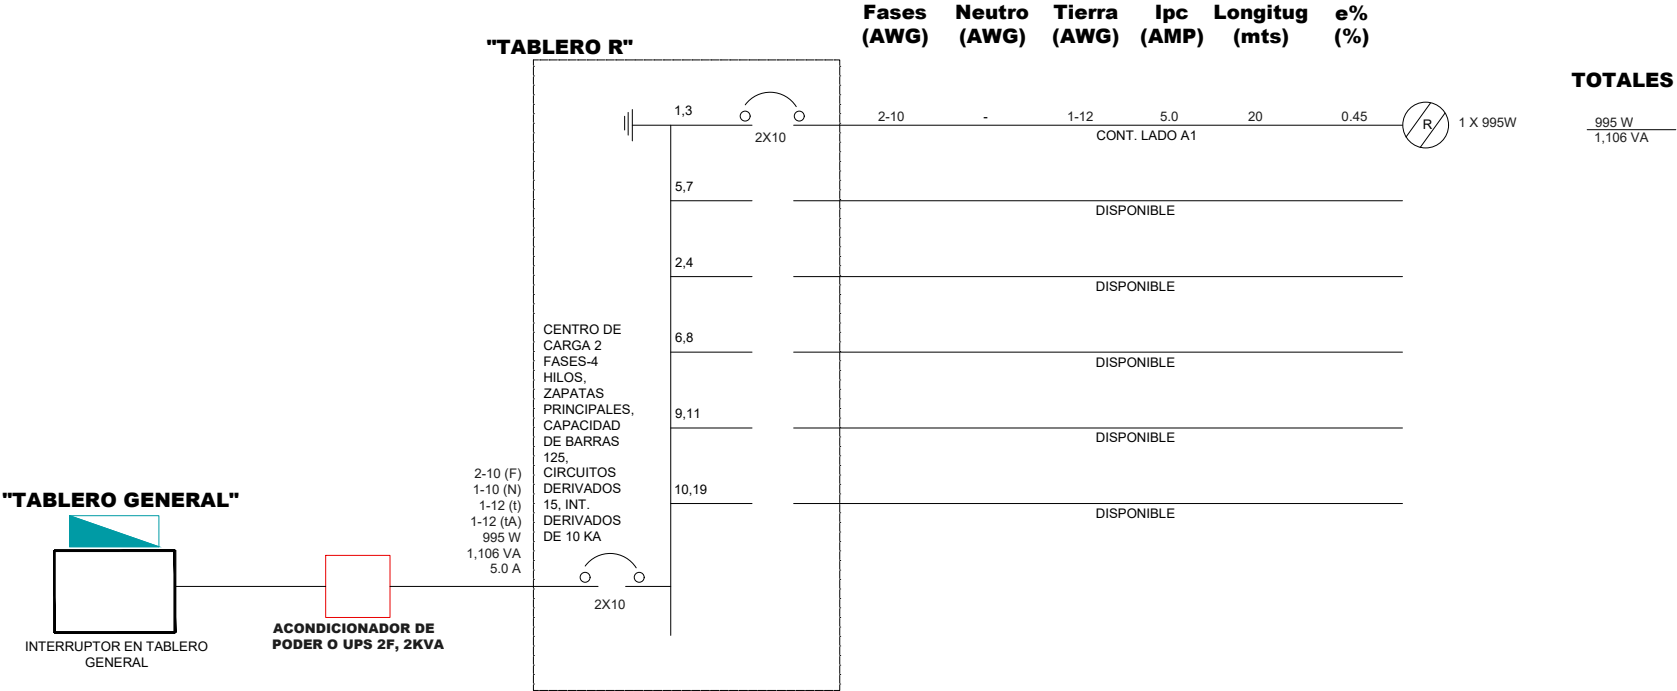 Fases Neutro Tierra Ipc Longitug e%
(AWG) (AWG) (AWG) (AMP) (mts) (%)
"TABLERO R"
TOTALES
1,3
2X10
2-10 - 1-12 5.0 20 0.45
CONT. LADO A1
R
1 X 995W
995 W
1,106 VA
5,7
DISPONIBLE
2,4
DISPONIBLE
6,8
DISPONIBLE
9,11
DISPONIBLE
10,19
DISPONIBLE
CENTRO DE
CARGA 2
FASES-4
HILOS,
ZAPATAS
PRINCIPALES,
CAPACIDAD
DE BARRAS
125,
CIRCUITOS
DERIVADOS
15, INT.
DERIVADOS
DE 10 KA
2-10 (F)
1-10 (N)
1-12 (t)
1-12 (tA)
995 W
1,106 VA
5.0 A
2X10
"TABLERO GENERAL"
INTERRUPTOR EN TABLERO
GENERAL
ACONDICIONADOR DE
PODER O UPS 2F, 2KVA